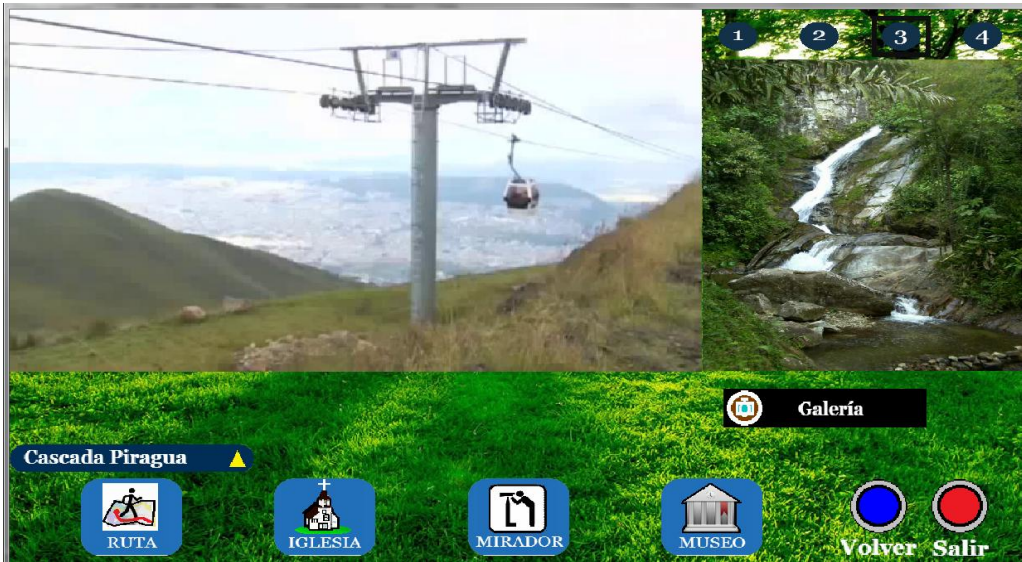 1 2 3 4
Galería
Cascada Piragua
RUTA IGLESIA MIRADOR MUSEO
Volver Salir